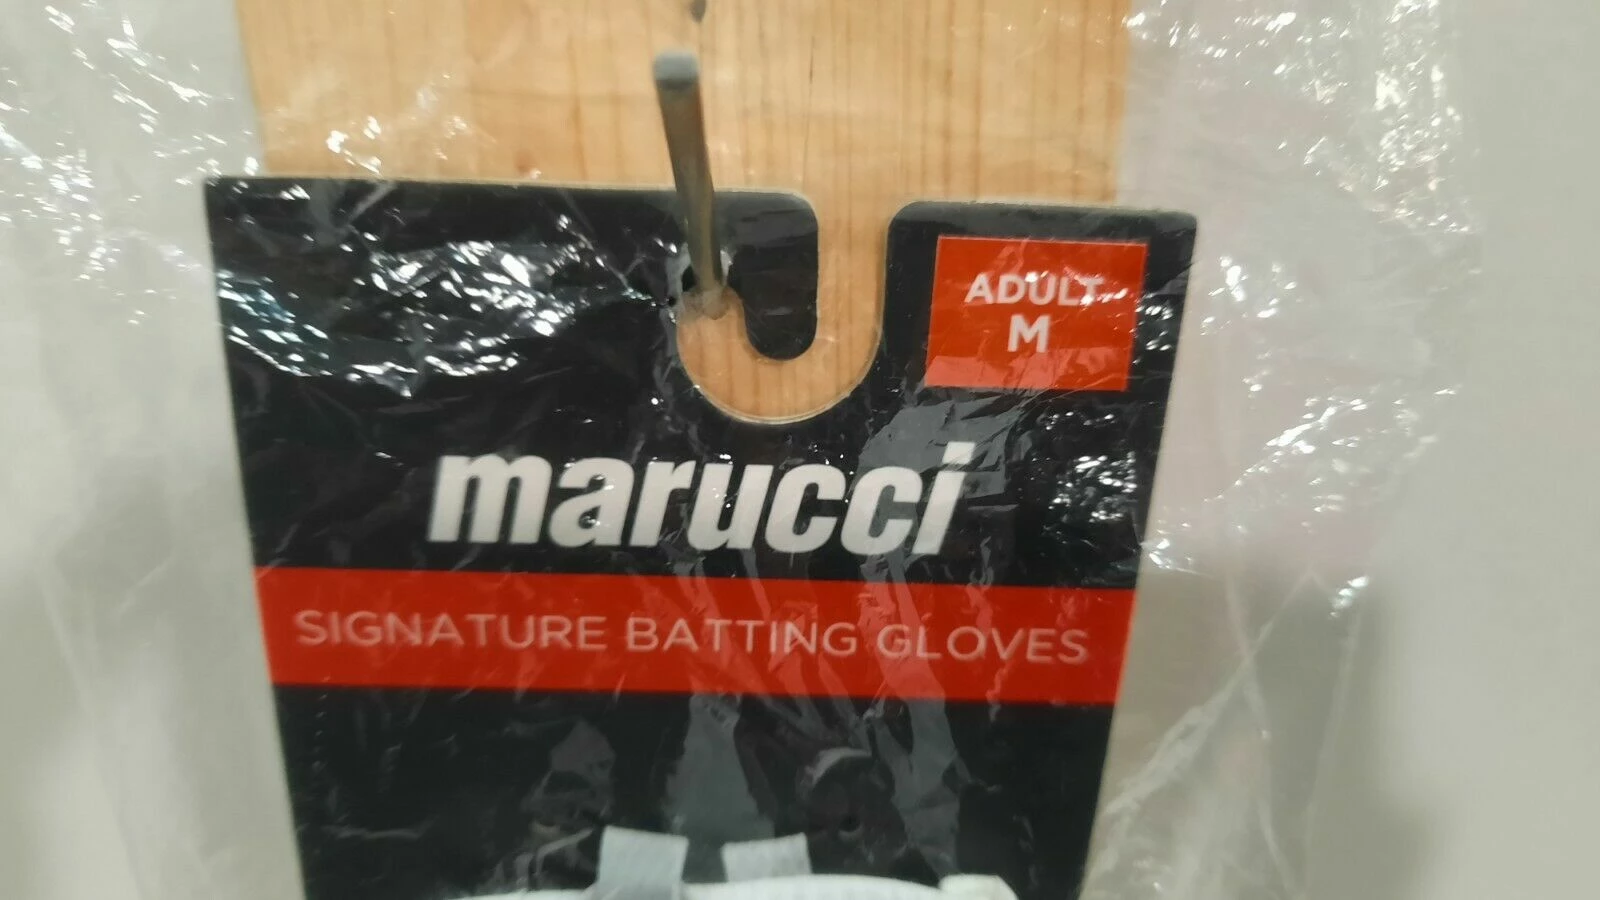 ADULT
M
marucci
SIGNATURE BATTING GLOVES